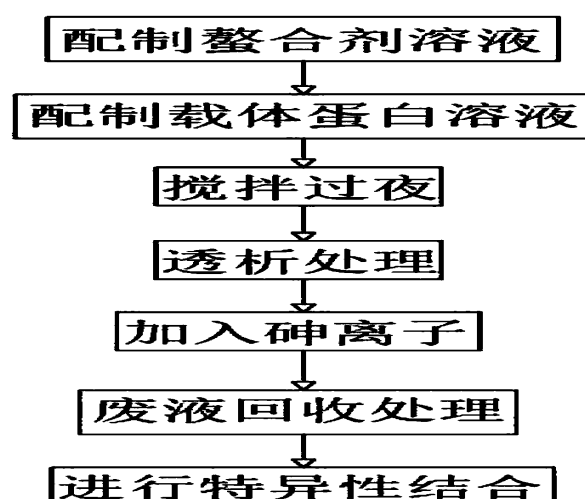 配制螯合剂溶液
配制载体蛋白溶液
搅拌过夜
透析处理
加入砷离子
废液回收处理
进行特异性结合